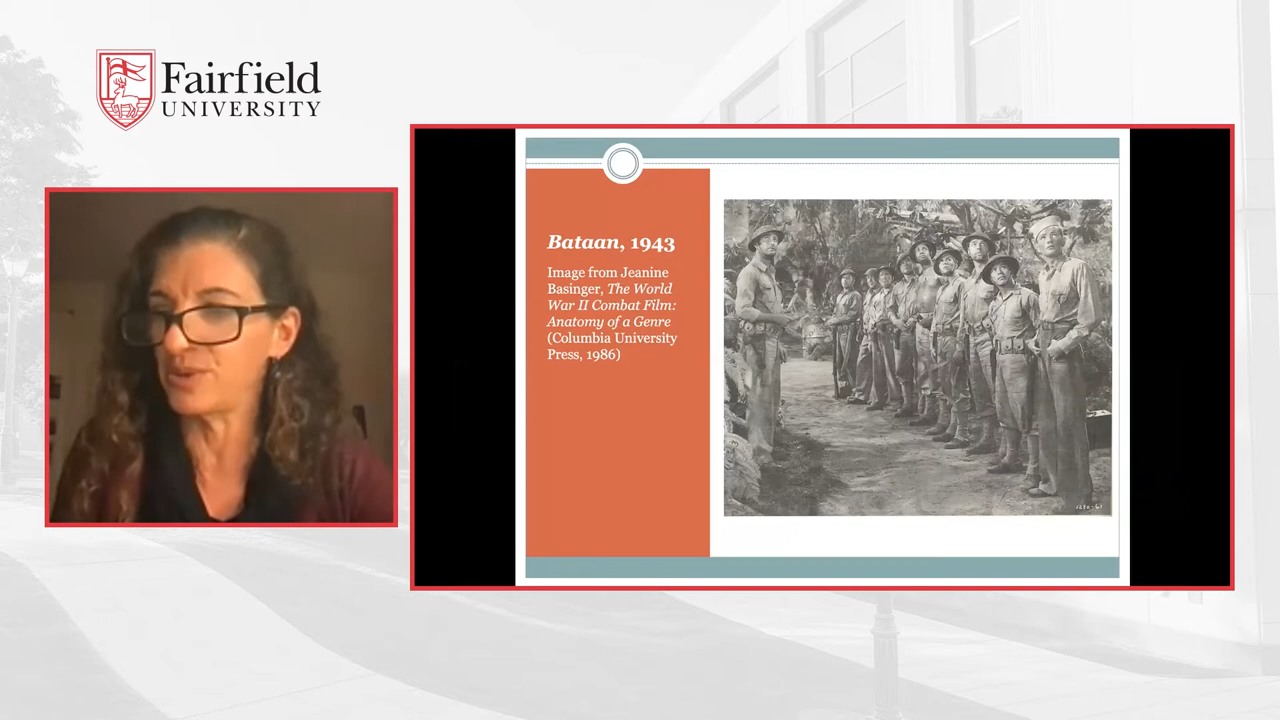 Fairfield
UNIVERSITY
Bataan, 1943
Image from Jeanine
Basinger, The World
War II Combat Film:
Anatomy of a Genre
(Columbia University
Press, 1986)